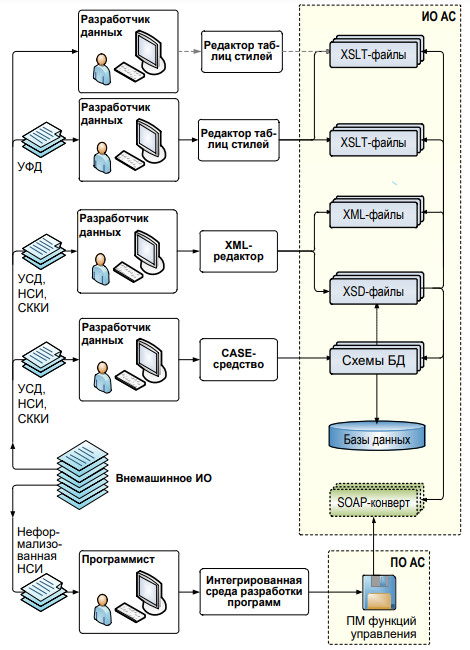 ИО АС
Разработчик
данных
Редактор таб-
лиц стилей
XSLT-файлы
Разработчик
данных
Редактор таб-
лиц стилей
XSLT-файлы
УФД
Разработчик
данных
XML-
редактор
XML-файлы
XSD-файлы
УСД,
НСИ,
СККИ
Разработчик
данных
CASE-
средство
Схемы БД
УСД,
НСИ,
СККИ
Базы данных
Внемашинное ИО
SOAP-конверт
Нефор-
мализо-
ванная
НСИ
Программист
Интегрированная
среда разработки
программ
ПО АС
ПМ функций
управления